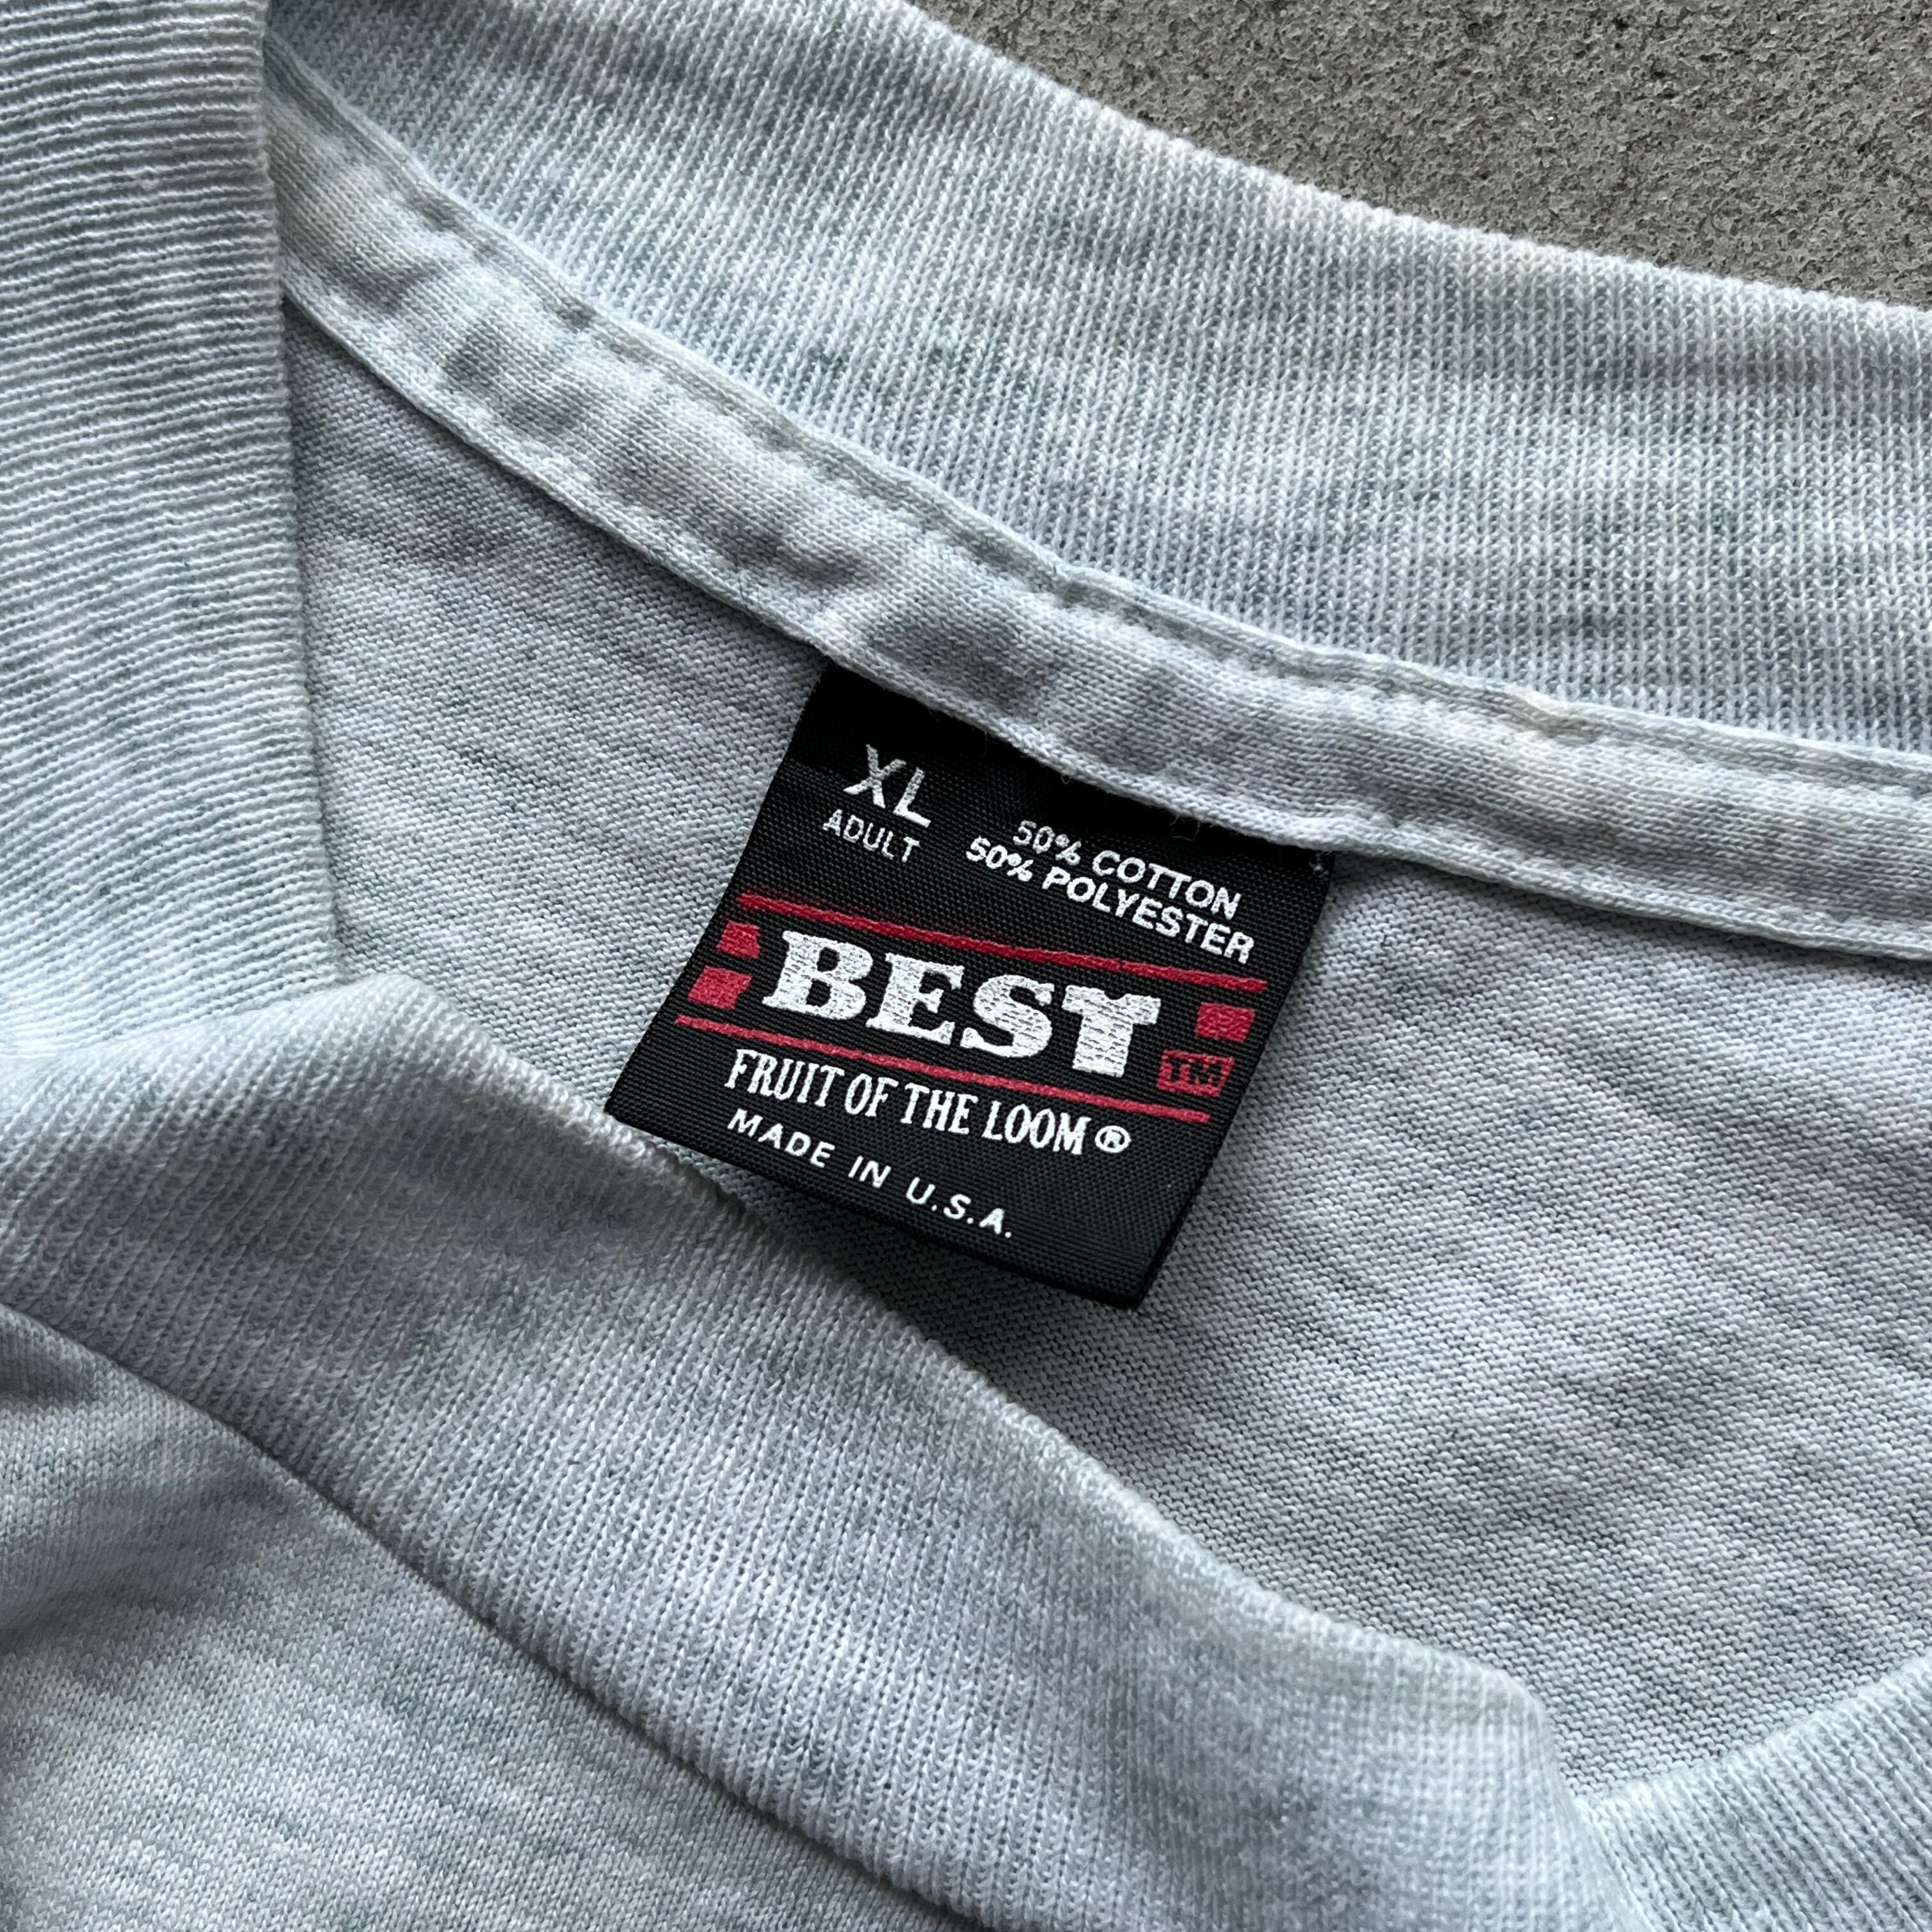 XL
ADULT
50% COTTON
50% POLYESTER
BEST
TM
FRUIT OF THE LOOM®
MADE IN U.S.A.